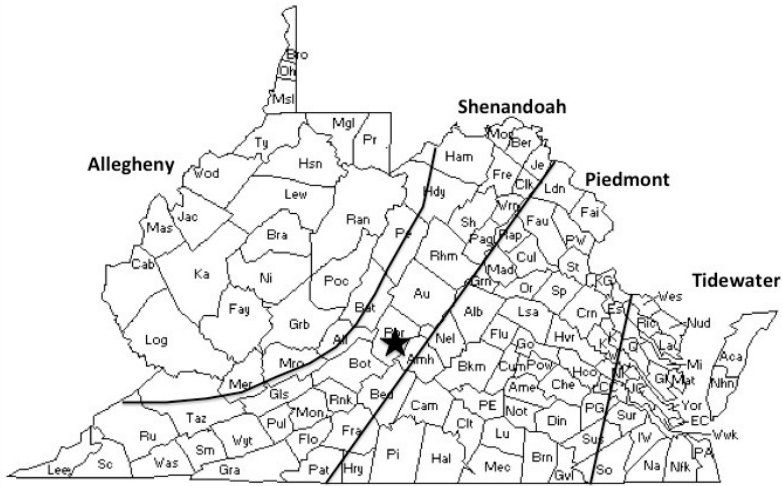 Bro
Oh
Msl
Shenandoah
Mgl
Pr
Mor
Ber
Ty
Ham
Allegheny
Hsn
Je
Wod
Fre
Clk
Ldn
Piedmont
Lew
Hdy
Wrn
Ran
Fau
Fai
Jac
Sh
Mas
Bra
Pe
Pag
Rap
PW
Rhm
Cul
Cab
Mad
St
Ka
Ni
Poc
KG
Tidewater
Grn
Or
Sp
Wes
Au
Es
Fay
Bat
Alb
Lsa
Crn
Ric
Nud
Grb
Log
All
Nel
Flu
Hvr
Go
La
Aca
Amh
Mro
Bot
Bkm
Cum
Pow
Hco
Mi
Mer
Gl
Mat
Nhn
Gls
Rnk
Bed
Ame
Che
Yor
Taz
Mon
Cam
PE
Not
PG
Pul
Clt
Din
Sur
EC
Ru
Wyt
Flo
Fra
Lu
Sus
IW
Wwk
Sm
Pi
Hal
Brn
PA
Lee
Sc
Was
Gra
Pat
Hry
Mec
Gvl
So
Na
Nfk